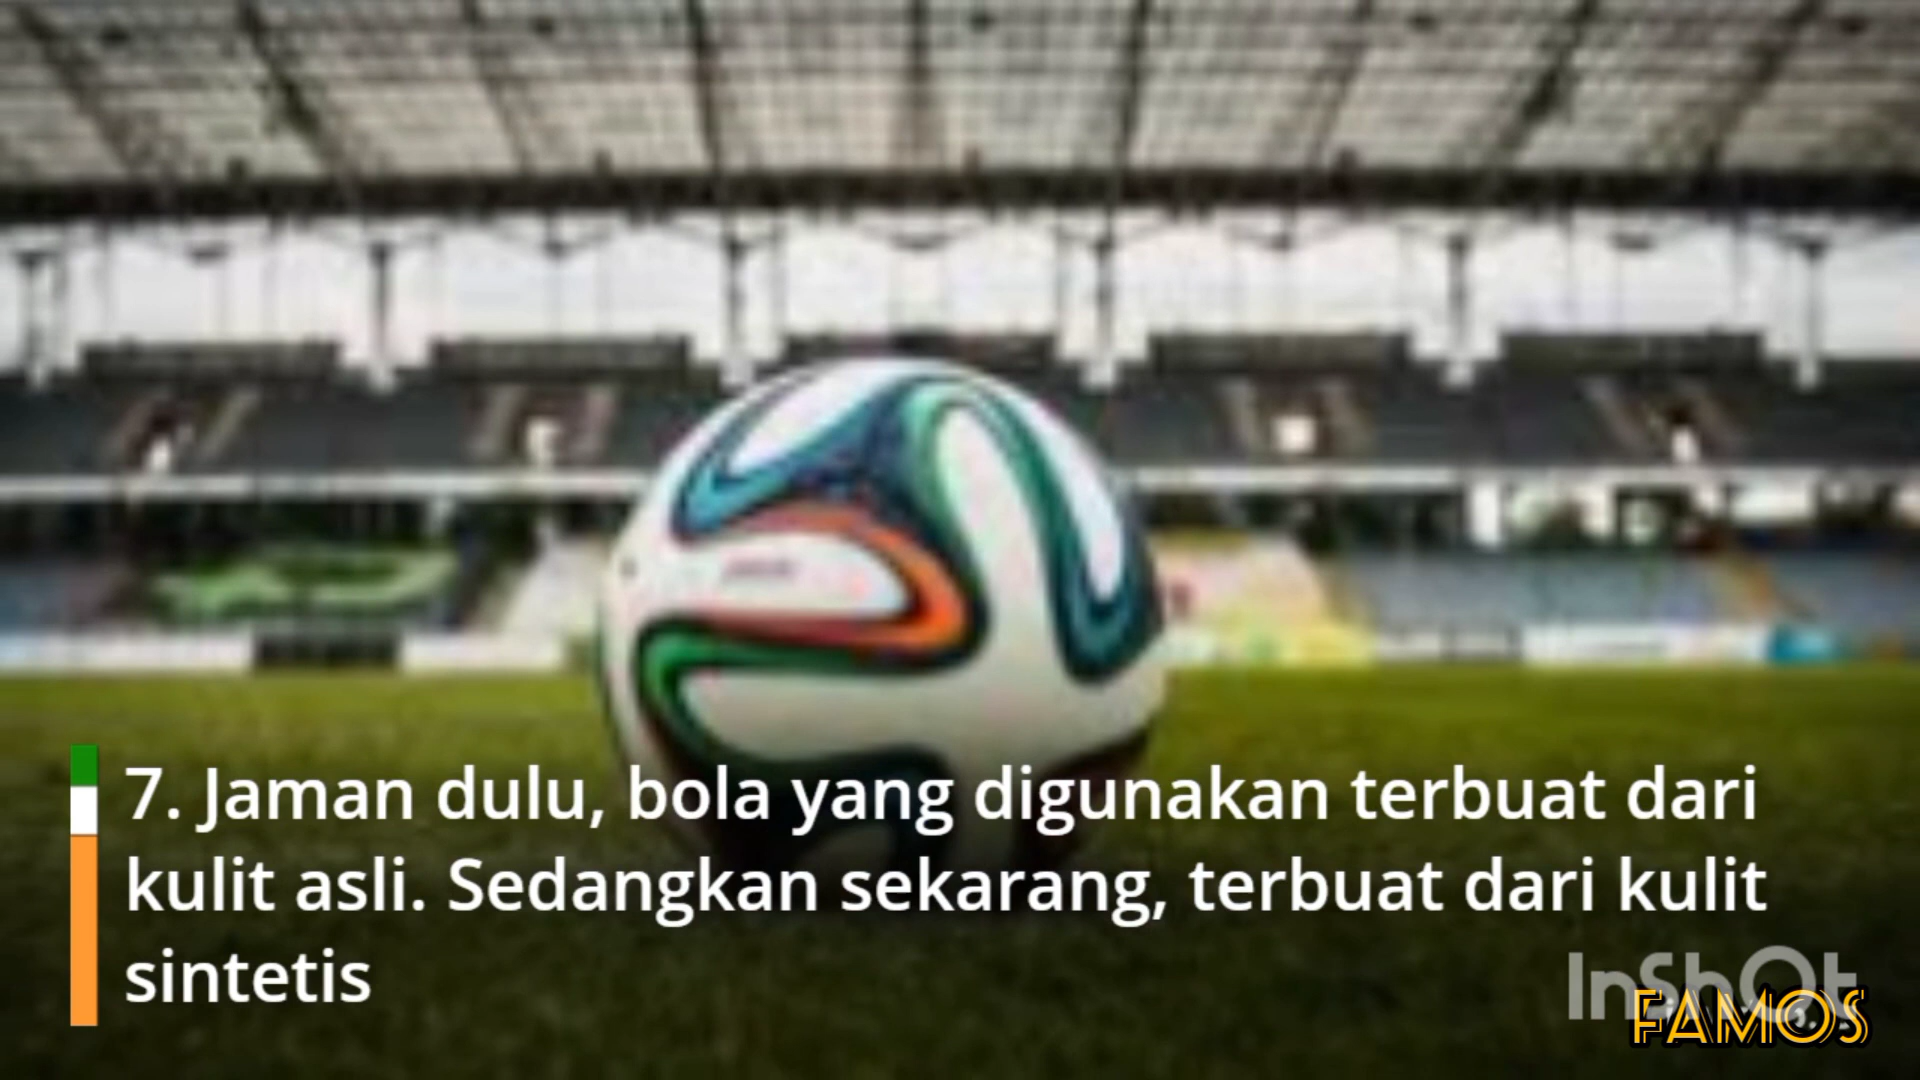 7. Jaman dulu, bola yang digunakan terbuat dari
kulit asli. Sedangkan sekarang, terbuat dari kulit
sintetis
InShOt
FAMOS